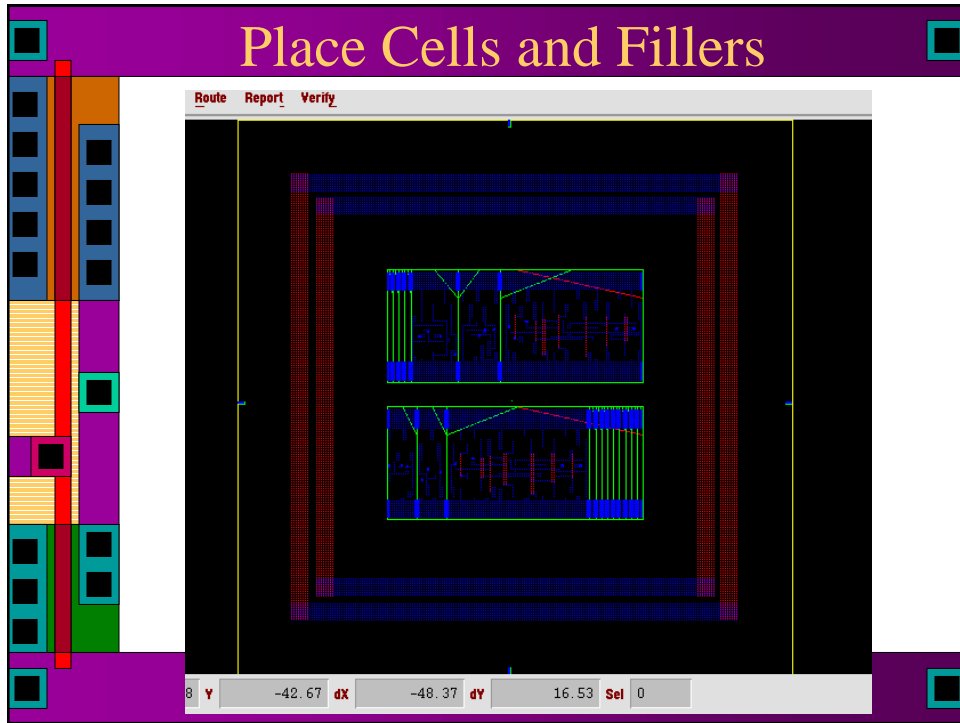 Place Cells and Fillers
Route Report Verify
8 Y -42.67 dX -48.37 dY 16.53 Sel 0